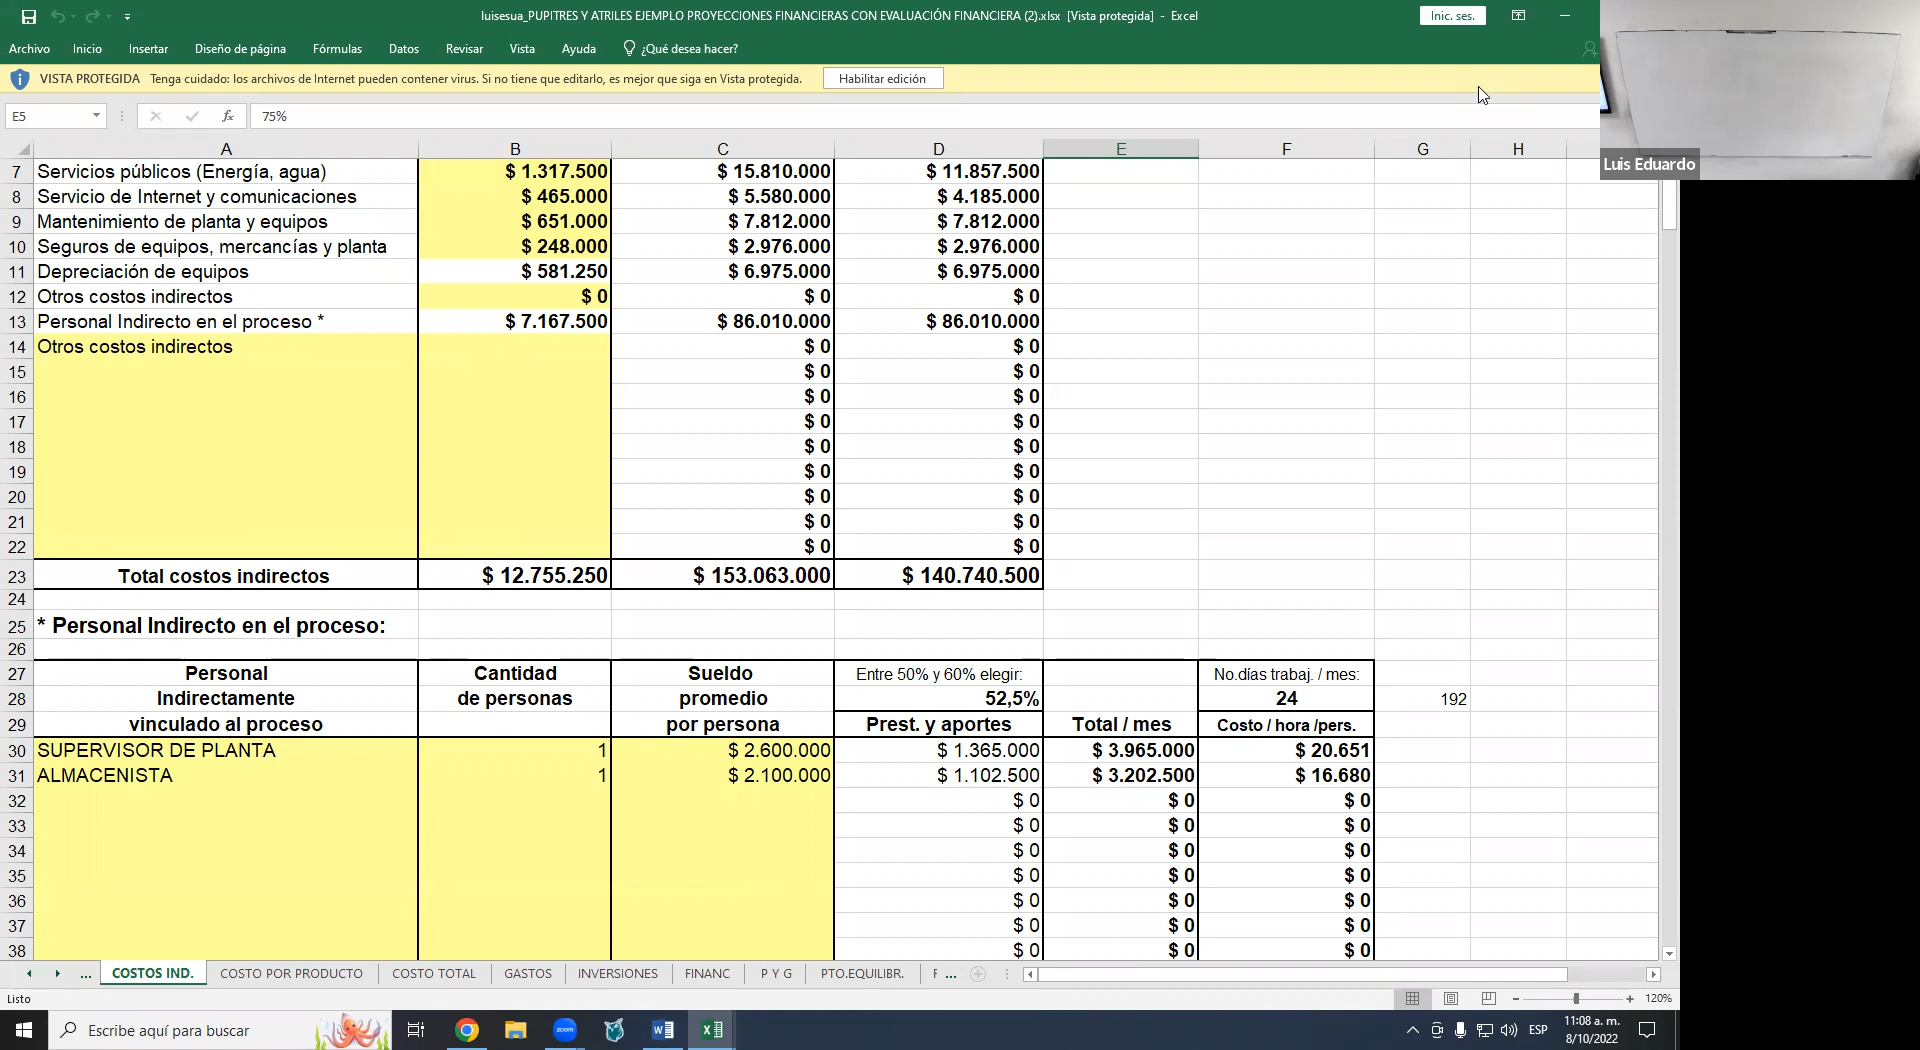 luisesua_PUPITRES Y ATRILES EJEMPLO PROYECCIONES FINANCIERAS CON EVALUACIÓN FINANCIERA (2).xlsx [Vista protegida] - Excel
Inic. ses.
Archivo Inicio Insertar Diseño de página Fórmulas Datos Revisar Vista Ayuda ¿Qué desea hacer?
VISTA PROTEGIDA Tenga cuidado: los archivos de Internet pueden contener virus. Si no tiene que editarlo, es mejor que siga en Vista protegida. Habilitar edición
E5 fx 75%
Luis Eduardo
A B C D E F G H
7 Servicios públicos (Energía, agua) $ 1.317.500 $ 15.810.000 $ 11.857.500
8 Servicio de Internet y comunicaciones $ 465.000 $ 5.580.000 $ 4.185.000
9 Mantenimiento de planta y equipos $ 651.000 $ 7.812.000 $ 7.812.000
10 Seguros de equipos, mercancías y planta $ 248.000 $ 2.976.000 $ 2.976.000
11 Depreciación de equipos $ 581.250 $ 6.975.000 $ 6.975.000
12 Otros costos indirectos $ 0 $ 0 $ 0
13 Personal Indirecto en el proceso * $ 7.167.500 $ 86.010.000 $ 86.010.000
14 Otros costos indirectos $ 0 $ 0
15 $ 0 $ 0
16 $ 0 $ 0
17 $ 0 $ 0
18 $ 0 $ 0
19 $ 0 $ 0
20 $ 0 $ 0
21 $ 0 $ 0
22 $ 0 $ 0
23 Total costos indirectos $ 12.755.250 $ 153.063.000 $ 140.740.500
24
25 * Personal Indirecto en el proceso:
26
27 Personal Cantidad Sueldo Entre 50% y 60% elegir: No.días trabaj. / mes:
28 Indirectamente de personas promedio 52,5% 24 192
29 vinculado al proceso por persona Prest. y aportes Total / mes Costo / hora /pers.
30 SUPERVISOR DE PLANTA 1 $ 2.600.000 $ 1.365.000 $ 3.965.000 $ 20.651
31 ALMACENISTA 1 $ 2.100.000 $ 1.102.500 $ 3.202.500 $ 16.680
32 $ 0 $ 0 $ 0
33 $ 0 $ 0 $ 0
34 $ 0 $ 0 $ 0
35 $ 0 $ 0 $ 0
36 $ 0 $ 0 $ 0
37 $ 0 $ 0 $ 0
38 $ 0 $ 0 $ 0
... COSTOS IND. COSTO POR PRODUCTO COSTO TOTAL GASTOS INVERSIONES FINANC P Y G PTO.EQUILIBR. F ...
Listo 120%
Escribe aquí para buscar zoom ESP 11:08 a. m.
8/10/2022